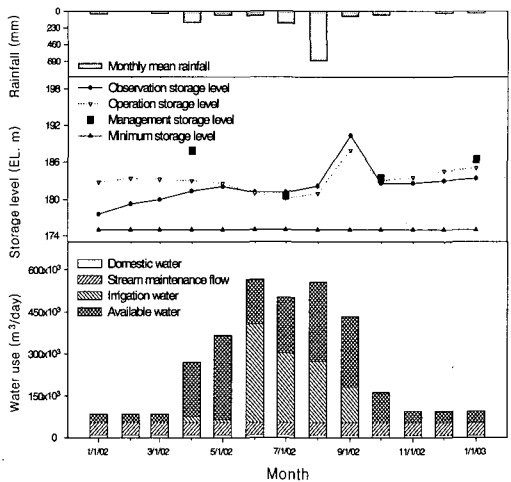 Rainfall (mm)
0
230
460
690
Monthly mean rainfall
Storage level (EL. m)
198
192
186
180
174
Observation storage level
Operation storage level
Management storage level
Minimum storage level
Water use (m³/day)
600x10³
450x10³
300x10³
150x10³
0
Domestic water
Stream maintenance flow
Irrigation water
Available water
1/1/02 3/1/02 5/1/02 7/1/02 9/1/02 11/1/02 1/1/03
Month